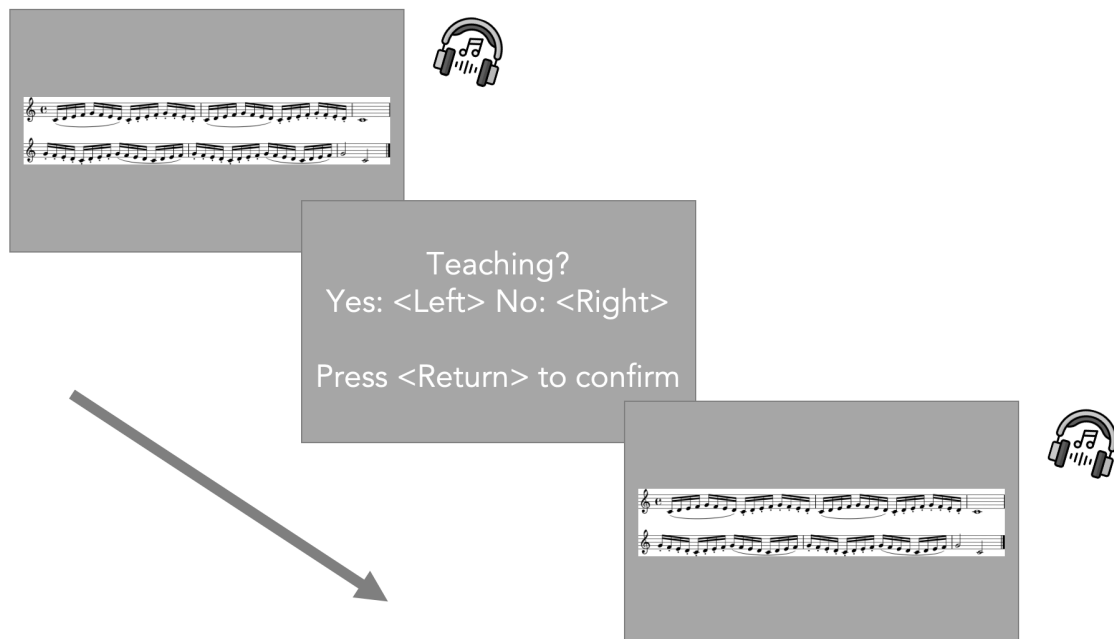 Teaching?
Yes: <Left> No: <Right>
Press <Return> to confirm